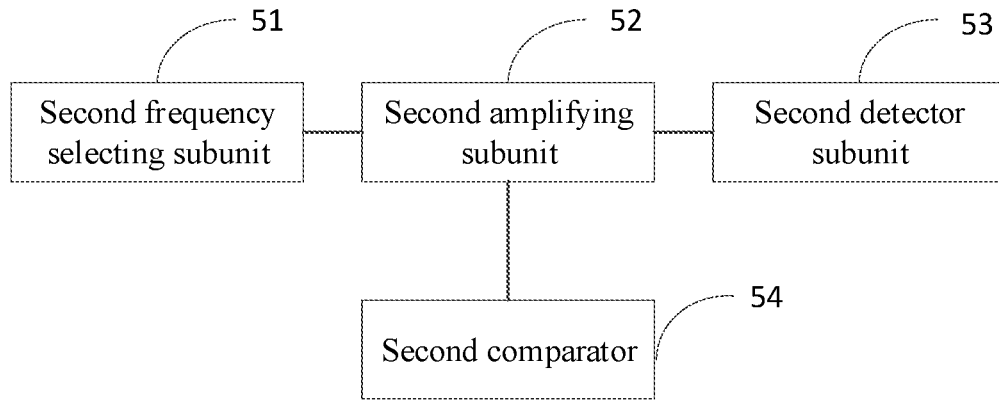 51
52
53
Second frequency
selecting subunit
Second amplifying
subunit
Second detector
subunit
54
Second comparator